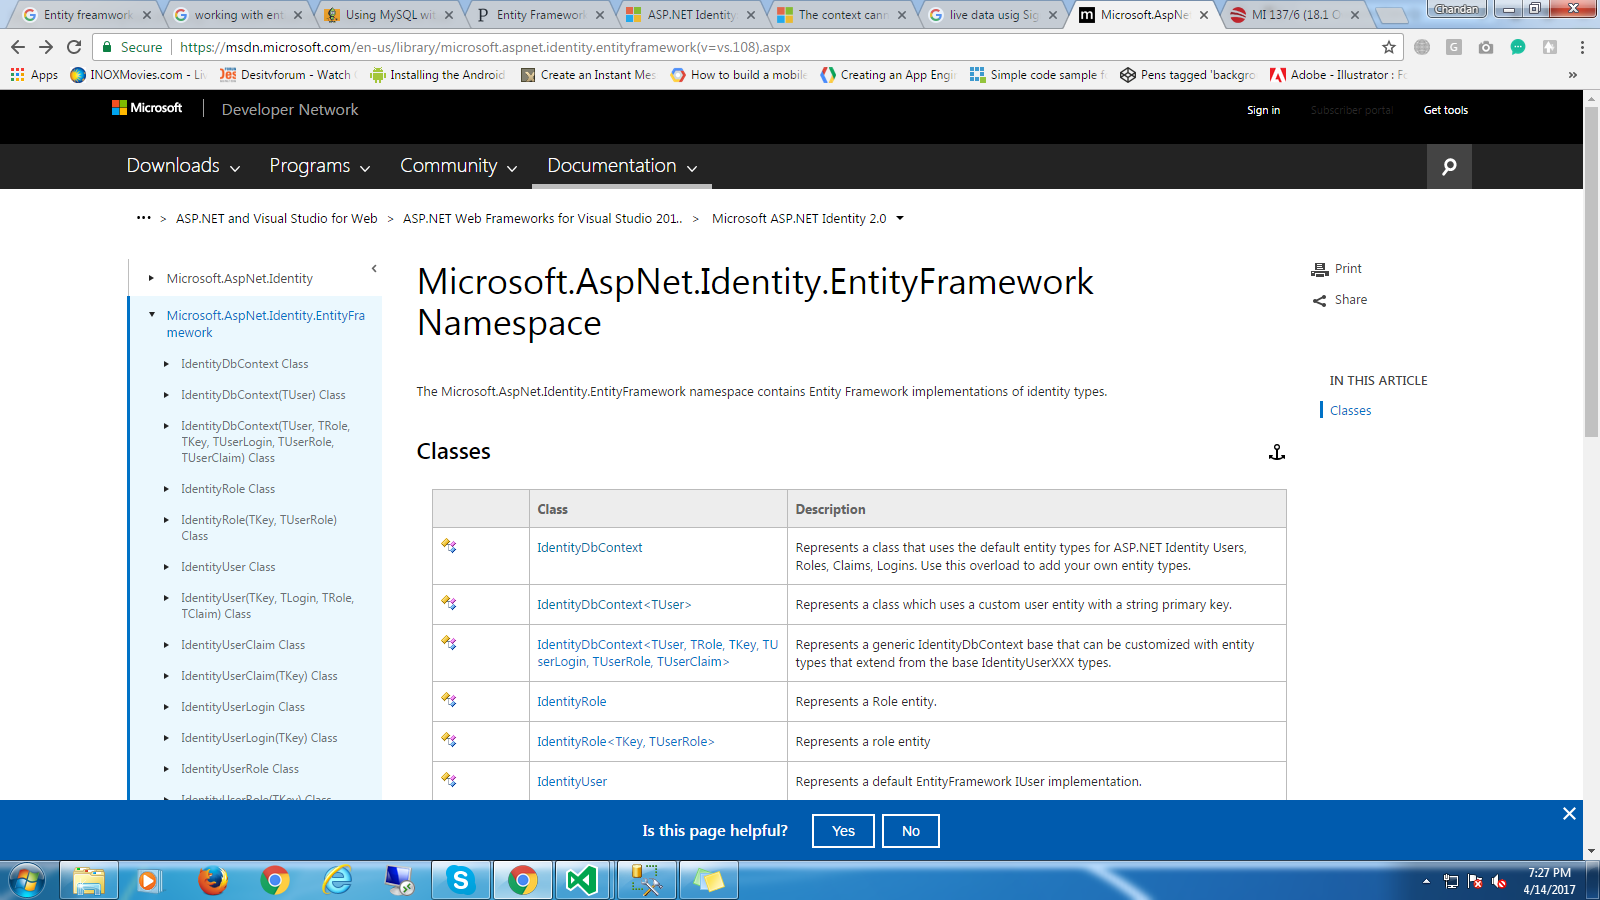 Entity freamwork
working with ent
Using MySQL wit
Entity Framework
ASP.NET Identity
The context cann
live data usig Sig
Microsoft.AspNe
MI 137/6 (18.1 O
Chandan
Secure
https://msdn.microsoft.com/en-us/library/microsoft.aspnet.identity.entityframework(v=vs.108).aspx
Apps
INOXMovies.com - Liv
Desitvforum - Watch
Installing the Android
Create an Instant Mes
How to build a mobile
Creating an App Engin
Simple code sample f
Pens tagged 'backgro
Adobe - Illustrator : Fo
»
Microsoft
Developer Network
Sign in
Subscriber portal
Get tools
Downloads
Programs
Community
Documentation
••• > ASP.NET and Visual Studio for Web > ASP.NET Web Frameworks for Visual Studio 201.. > Microsoft ASP.NET Identity 2.0
Microsoft.AspNet.Identity
Microsoft.AspNet.Identity.EntityFra
mework
IdentityDbContext Class
IdentityDbContext(TUser) Class
IdentityDbContext(TUser, TRole,
TKey, TUserLogin, TUserRole,
TUserClaim) Class
IdentityRole Class
IdentityRole(TKey, TUserRole)
Class
IdentityUser Class
IdentityUser(TKey, TLogin, TRole,
TClaim) Class
IdentityUserClaim Class
IdentityUserClaim(TKey) Class
IdentityUserLogin Class
IdentityUserLogin(TKey) Class
IdentityUserRole Class
IdentityUserRole(TKey) Class
Microsoft.AspNet.Identity.EntityFramework
Namespace
The Microsoft.AspNet.Identity.EntityFramework namespace contains Entity Framework implementations of identity types.
Classes
Class Description
IdentityDbContext
Represents a class that uses the default entity types for ASP.NET Identity Users,
Roles, Claims, Logins. Use this overload to add your own entity types.
IdentityDbContext<TUser>
Represents a class which uses a custom user entity with a string primary key.
IdentityDbContext<TUser, TRole, TKey, TU
serLogin, TUserRole, TUserClaim>
Represents a generic IdentityDbContext base that can be customized with entity
types that extend from the base IdentityUserXXX types.
IdentityRole
Represents a Role entity.
IdentityRole<TKey, TUserRole>
Represents a role entity
IdentityUser
Represents a default EntityFramework IUser implementation.
Print
Share
IN THIS ARTICLE
Classes
Is this page helpful?
Yes
No
7:27 PM
4/14/2017